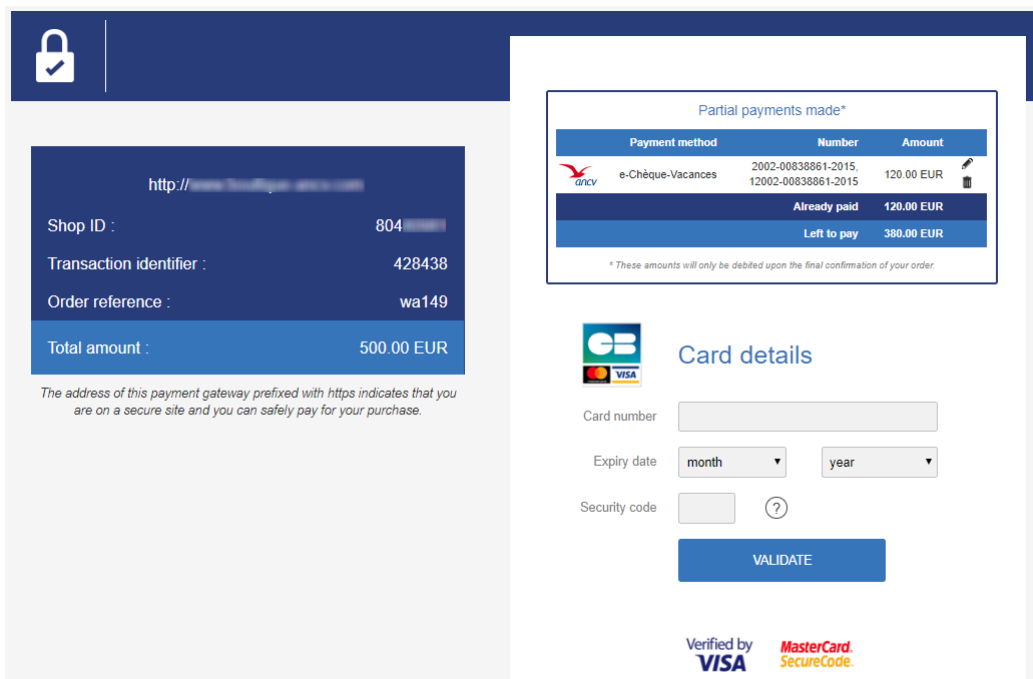 http://
Shop ID : 804
Transaction identifier : 428438
Order reference : wa149
Total amount : 500.00 EUR
The address of this payment gateway prefixed with https indicates that you
are on a secure site and you can safely pay for your purchase.
Partial payments made*
Payment method Number Amount
ancv e-Chèque-Vacances 2002-00838861-2015, 12002-00838861-2015 120.00 EUR
Already paid 120.00 EUR
Left to pay 380.00 EUR
* These amounts will only be debited upon the final confirmation of your order.
CB
VISA
Card details
Card number
Expiry date month year
Security code ?
VALIDATE
Verified by
VISA
MasterCard.
SecureCode.